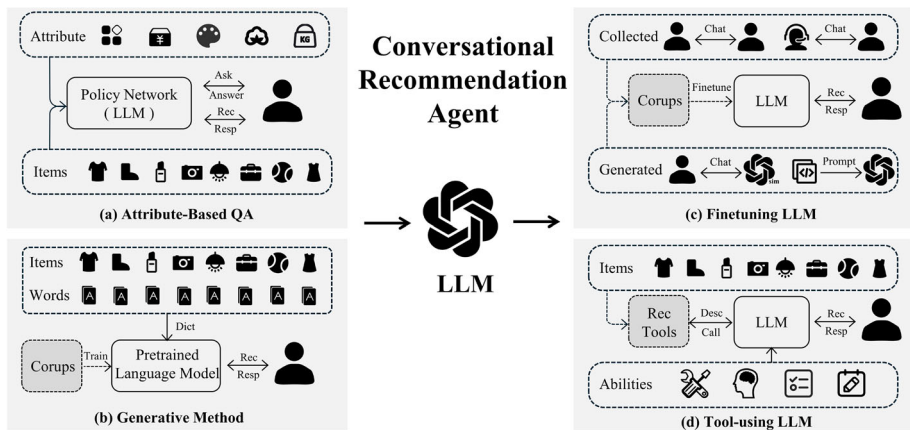 Attribute
¥
KG
Policy Network
( LLM )
Ask
Answer
Rec
Resp
Items
(a) Attribute-Based QA
Items
Words
A A A A A A A A
Dict
Corups
Train
Pretrained
Language Model
Rec
Resp
(b) Generative Method
Conversational
Recommendation
Agent
LLM
Collected
Chat
Chat
Corups
Finetune
LLM
Rec
Resp
Generated
Chat
sim
Prompt
(c) Finetuning LLM
Items
Rec
Tools
Desc
Call
LLM
Rec
Resp
Abilities
(d) Tool-using LLM